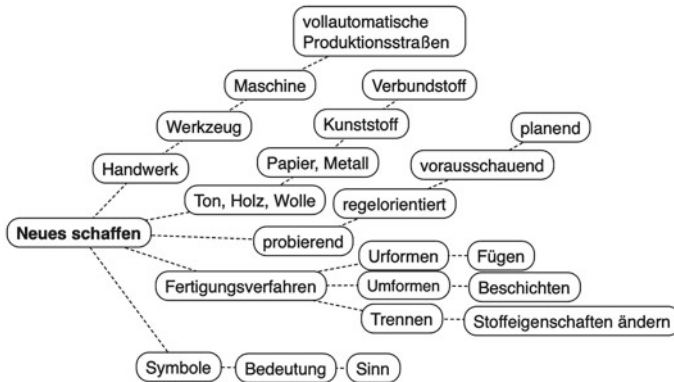 vollautomatische
Produktionsstraßen
Maschine
Verbundstoff
Werkzeug
Kunststoff
planend
Handwerk
Papier, Metall
vorausschauend
Ton, Holz, Wolle
regelorientiert
Neues schaffen
probierend
Urformen
Fügen
Fertigungsverfahren
Umformen
Beschichten
Trennen
Stoffeigenschaften ändern
Symbole
Bedeutung
Sinn